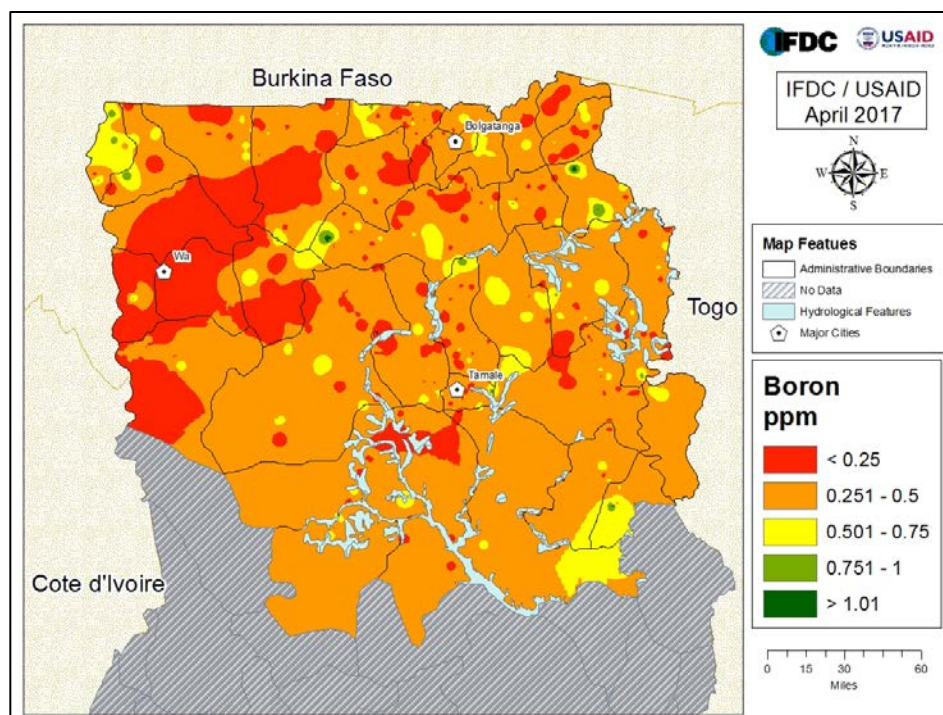 Burkina Faso
Bolgatanga
Wa
Togo
Tamale
Cote d'Ivoire
IFDC
USAID
IFDC / USAID
April 2017
N
W
E
S
Map Featues
Administrative Boundaries
No Data
Hydrological Features
Major Cities
Boron
ppm
< 0.25
0.251 - 0.5
0.501 - 0.75
0.751 - 1
> 1.01
0 15 30 60
Miles